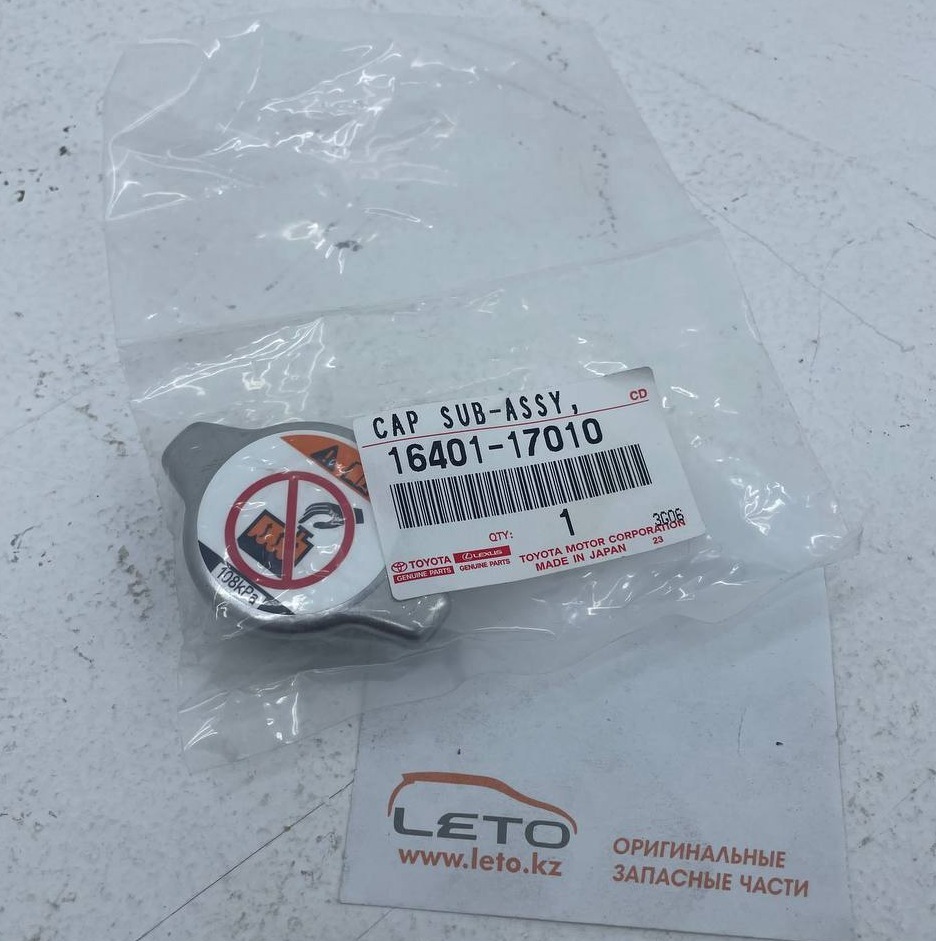 CAP SUB-ASSY,
CD
16401-17010
QTY: 1
3G06
TOYOTA
GENUINE PARTS
LEXUS
GENUINE PARTS
TOYOTA MOTOR CORPORATION
MADE IN JAPAN 23
108kPa
LETO
www.leto.kz
ОРИГИНАЛЬНЫЕ
ЗАПАСНЫЕ ЧАСТИ